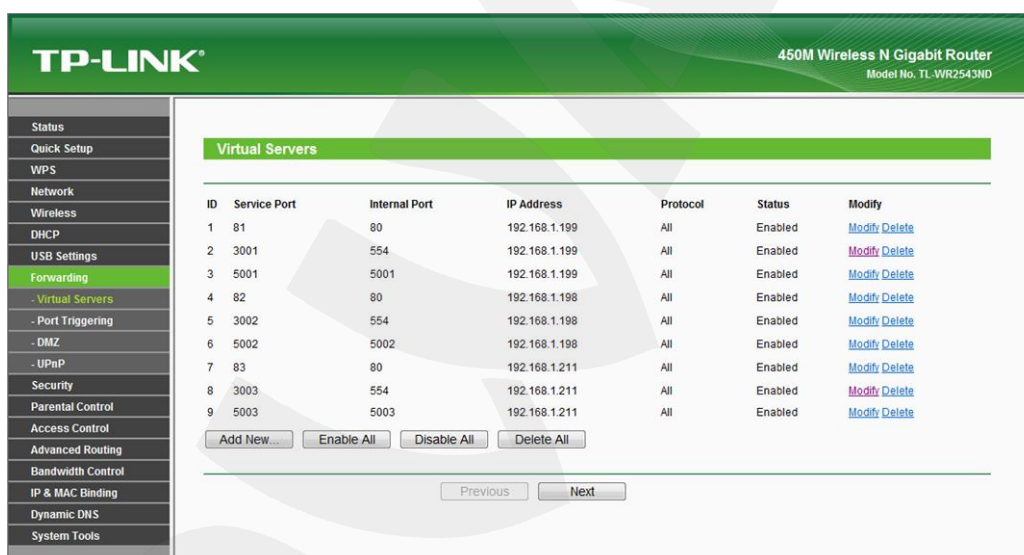 TP-LINK®
450M Wireless N Gigabit Router
Model No. TL-WR2543ND
Status
Quick Setup
WPS
Network
Wireless
DHCP
USB Settings
Forwarding
- Virtual Servers
- Port Triggering
- DMZ
- UPnP
Security
Parental Control
Access Control
Advanced Routing
Bandwidth Control
IP & MAC Binding
Dynamic DNS
System Tools
Virtual Servers
ID Service Port Internal Port IP Address Protocol Status Modify
1 81 80 192.168.1.199 All Enabled Modify Delete
2 3001 554 192.168.1.199 All Enabled Modify Delete
3 5001 5001 192.168.1.199 All Enabled Modify Delete
4 82 80 192.168.1.198 All Enabled Modify Delete
5 3002 554 192.168.1.198 All Enabled Modify Delete
6 5002 5002 192.168.1.198 All Enabled Modify Delete
7 83 80 192.168.1.211 All Enabled Modify Delete
8 3003 554 192.168.1.211 All Enabled Modify Delete
9 5003 5003 192.168.1.211 All Enabled Modify Delete
Add New... Enable All Disable All Delete All
Previous Next